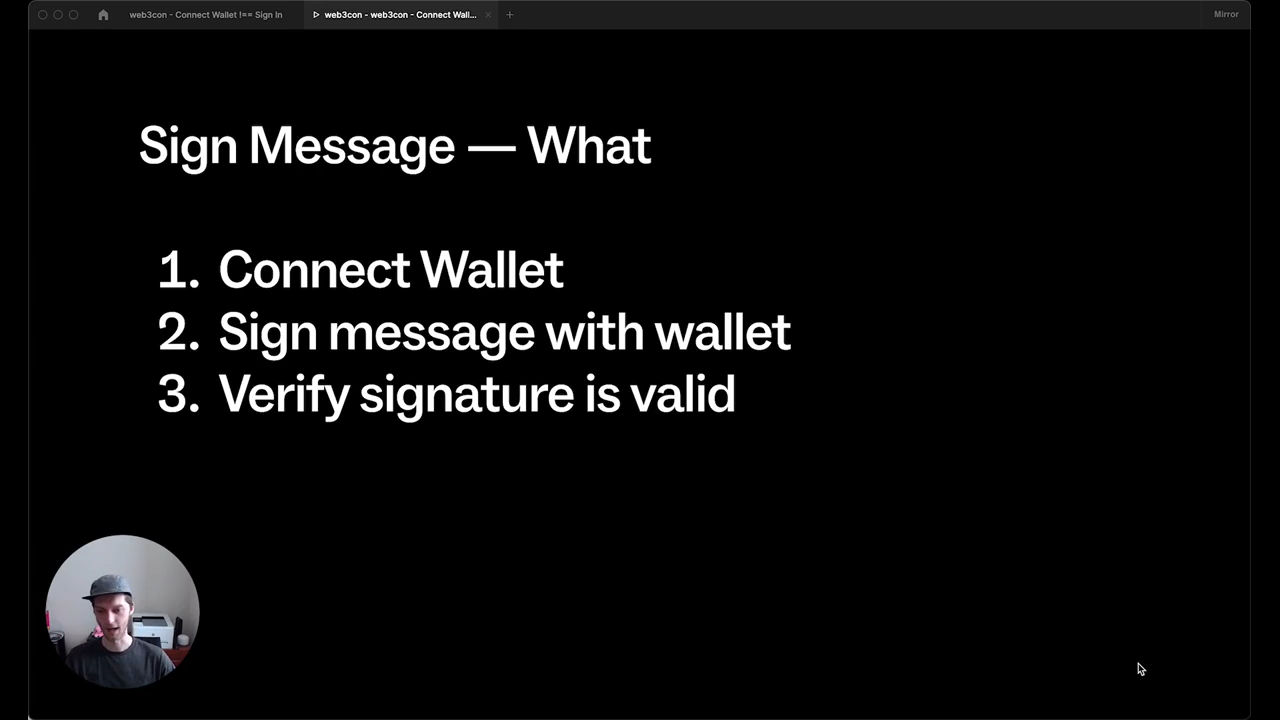 web3con - Connect Wallet !== Sign In
web3con - web3con - Connect Wall...
Mirror
Sign Message — What
1. Connect Wallet
2. Sign message with wallet
3. Verify signature is valid